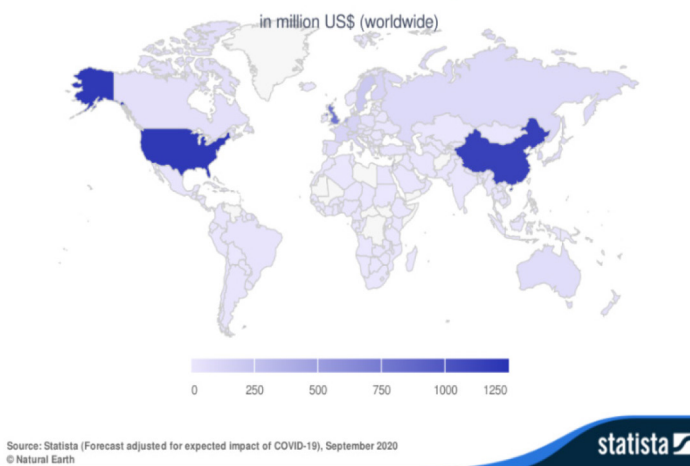 in million US$ (worldwide)
0 250 500 750 1000 1250
Source: Statista (Forecast adjusted for expected impact of COVID-19), September 2020
© Natural Earth
statista